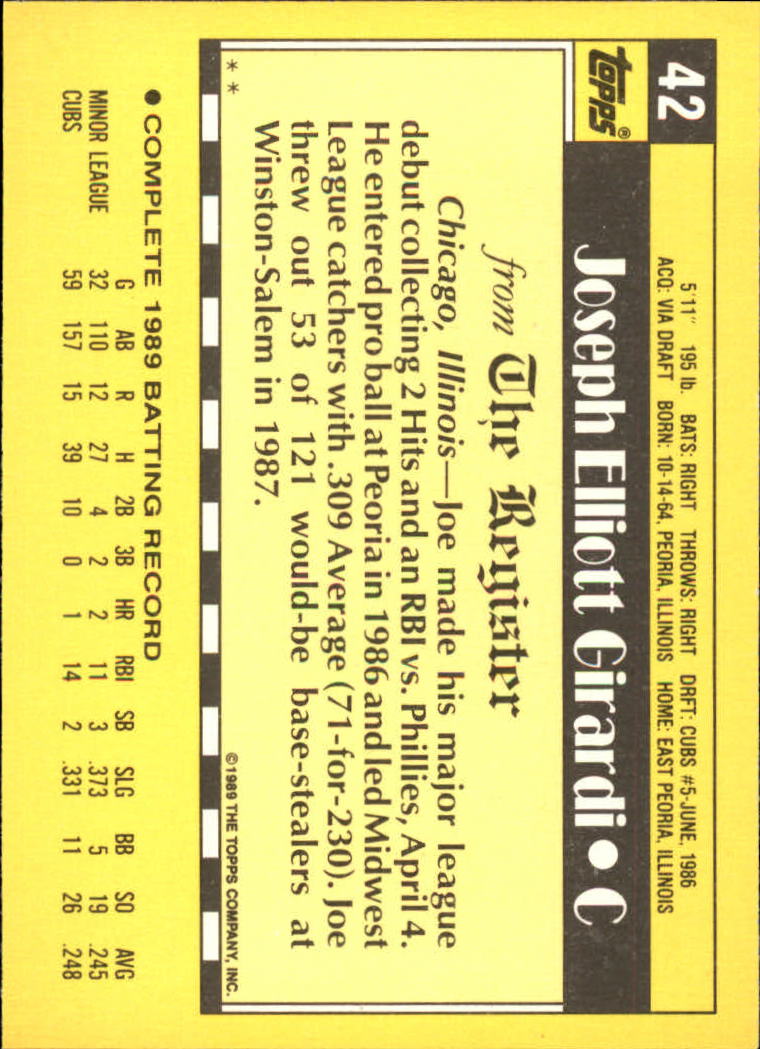 42
5'11" 195 lb. BATS: RIGHT THROWS: RIGHT DRFT: CUBS #5-JUNE, 1986
ACQ: VIA DRAFT BORN: 10-14-64, PEORIA, ILLINOIS HOME: EAST PEORIA, ILLINOIS
topps®
Joseph Elliott Girardi ● C
from The Register
Chicago, Illinois—Joe made his major league
debut collecting 2 Hits and an RBI vs. Phillies, April 4.
He entered pro ball at Peoria in 1986 and led Midwest
League catchers with .309 Average (71-for-230). Joe
threw out 53 of 121 would-be base-stealers at
Winston-Salem in 1987.
** ©1989 THE TOPPS COMPANY, INC.
● COMPLETE 1989 BATTING RECORD
G AB R H 2B 3B HR RBI SB SLG BB SO AVG
MINOR LEAGUE 32 110 12 27 4 2 2 11 3 .373 5 19 .245
CUBS 59 157 15 39 10 0 1 14 2 .331 11 26 .248